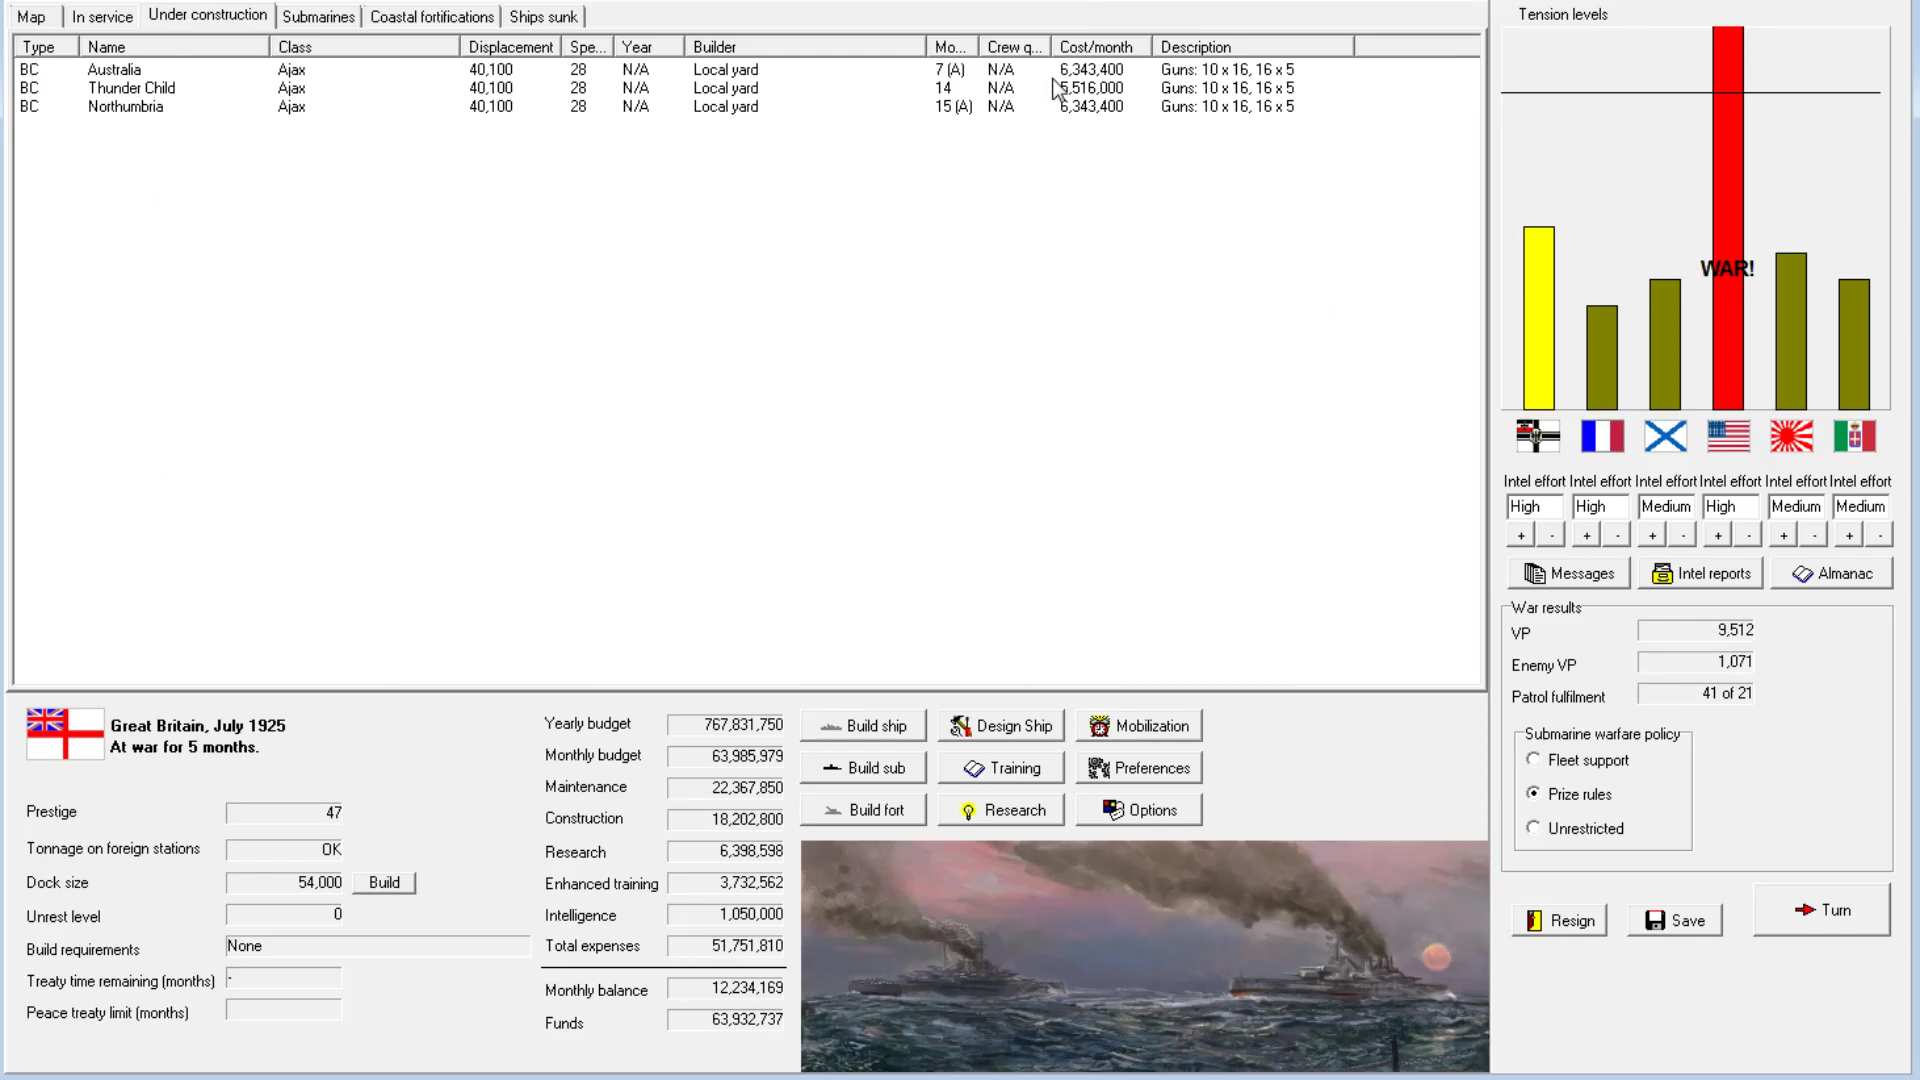 Map In service Under construction Submarines Coastal fortifications Ships sunk
Type Name Class Displacement Spe... Year Builder Mo... Crew q... Cost/month Description
BC Australia Ajax 40,100 28 N/A Local yard 7 (A) N/A 6,343,400 Guns: 10 x 16, 16 x 5
BC Thunder Child Ajax 40,100 28 N/A Local yard 14 N/A 5,516,000 Guns: 10 x 16, 16 x 5
BC Northumbria Ajax 40,100 28 N/A Local yard 15 (A) N/A 6,343,400 Guns: 10 x 16, 16 x 5
Tension levels
WAR!
Intel effort Intel effort Intel effort Intel effort Intel effort Intel effort
High High Medium High Medium Medium
+ - + - + - + - + - + -
Messages Intel reports Almanac
War results
VP 9,512
Enemy VP 1,071
Patrol fulfilment 41 of 21
Submarine warfare policy
Fleet support
Prize rules
Unrestricted
Resign Save Turn
Great Britain, July 1925
At war for 5 months.
Prestige 47
Tonnage on foreign stations OK
Dock size 54,000 Build
Unrest level 0
Build requirements None
Treaty time remaining (months) -
Peace treaty limit (months)
Yearly budget 767,831,750
Monthly budget 63,985,979
Maintenance 22,367,850
Construction 18,202,800
Research 6,398,598
Enhanced training 3,732,562
Intelligence 1,050,000
Total expenses 51,751,810
Monthly balance 12,234,169
Funds 63,932,737
Build ship Design Ship Mobilization
Build sub Training Preferences
Build fort Research Options